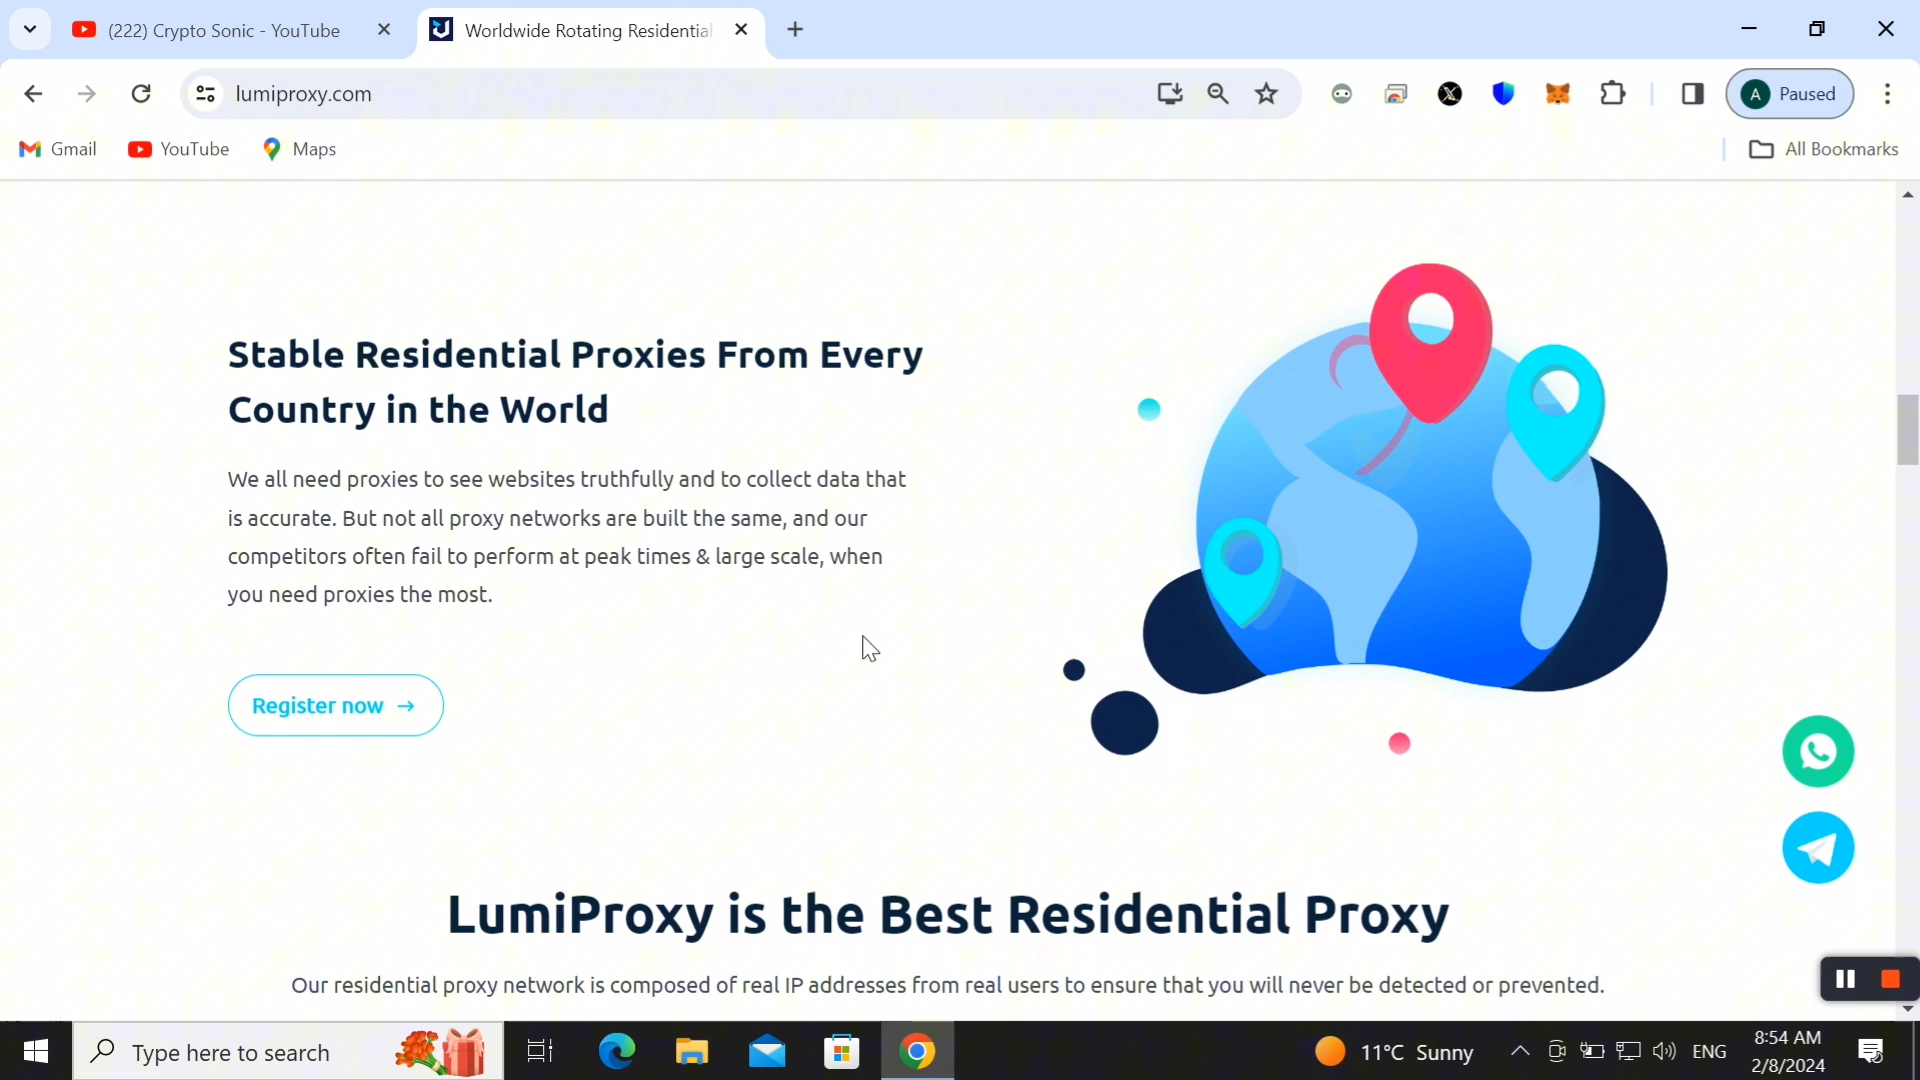 (222) Crypto Sonic - YouTube
Worldwide Rotating Residential
lumiproxy.com
A Paused
Gmail
YouTube
Maps
All Bookmarks
Stable Residential Proxies From Every
Country in the World
We all need proxies to see websites truthfully and to collect data that
is accurate. But not all proxy networks are built the same, and our
competitors often fail to perform at peak times & large scale, when
you need proxies the most.
Register now →
LumiProxy is the Best Residential Proxy
Our residential proxy network is composed of real IP addresses from real users to ensure that you will never be detected or prevented.
Type here to search
11°C Sunny
ENG
8:54 AM
2/8/2024